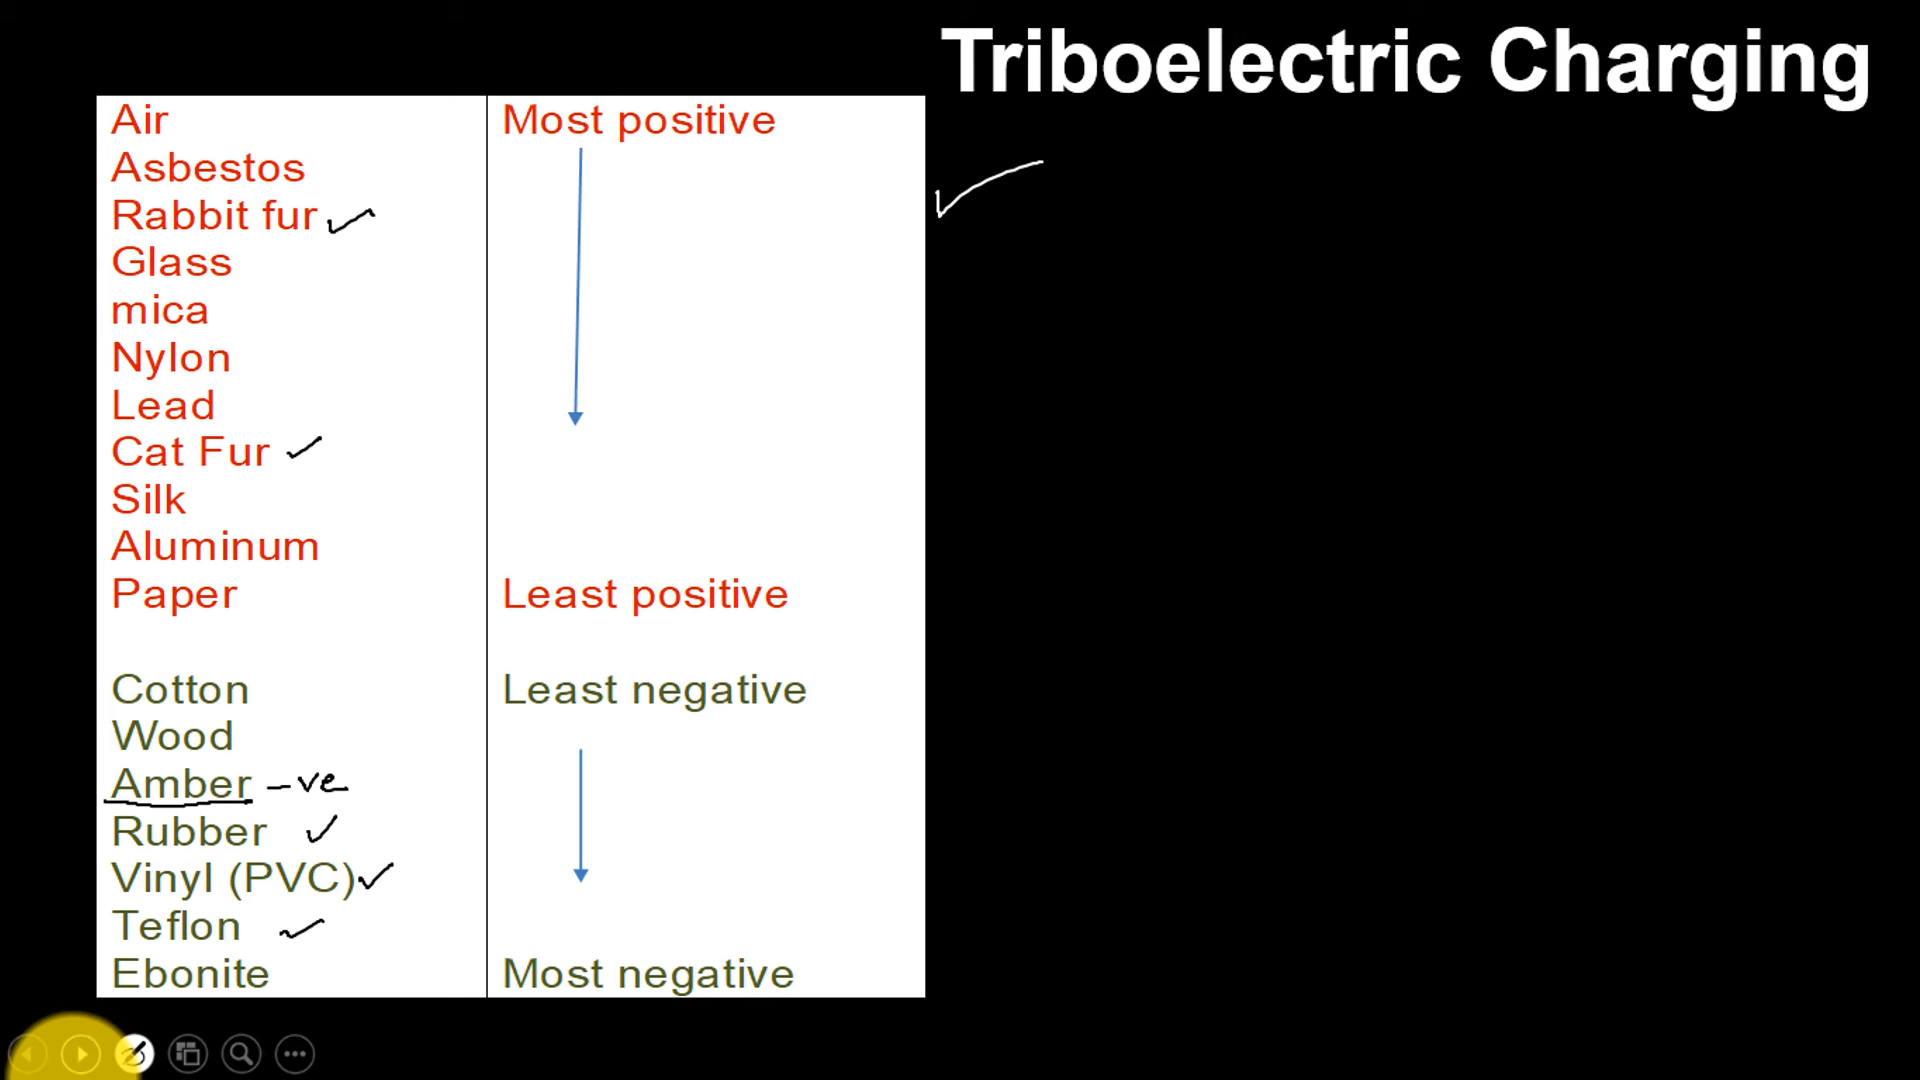 Triboelectric Charging
Air Most positive
Asbestos
Rabbit fur
Glass
mica
Nylon
Lead
Cat Fur
Silk
Aluminum
Paper Least positive
Cotton Least negative
Wood
Amber -ve
Rubber
Vinyl (PVC)
Teflon
Ebonite Most negative